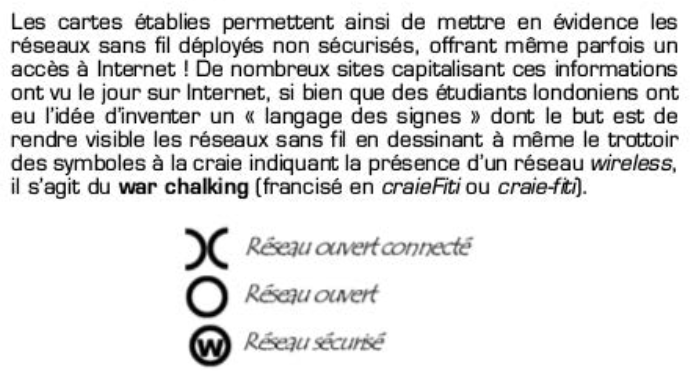 Les cartes établies permettent ainsi de mettre en évidence les
réseaux sans fil déployés non sécurisés, offrant même parfois un
accès à Internet ! De nombreux sites capitalisant ces informations
ont vu le jour sur Internet, si bien que des étudiants londoniens ont
eu l'idée d'inventer un « langage des signes » dont le but est de
rendre visible les réseaux sans fil en dessinant à même le trottoir
des symboles à la craie indiquant la présence d'un réseau wireless,
il s'agit du war chalking (francisé en craieFiti ou craie-fiti).
Réseau ouvert connecté
Réseau ouvert
W Réseau sécurisé